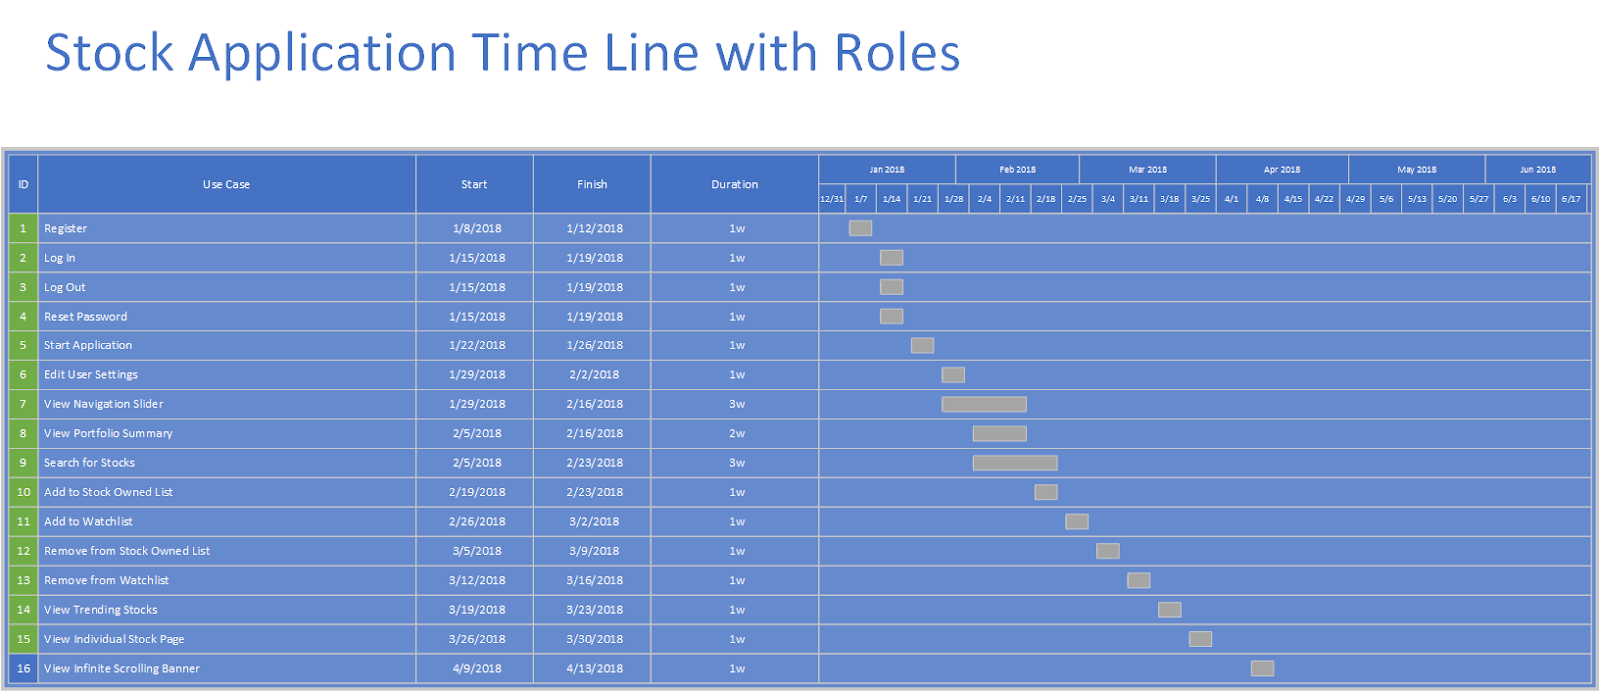 Stock Application Time Line with Roles
ID Use Case Start Finish Duration Jan 2018 Feb 2018 Mar 2018 Apr 2018 May 2018 Jun 2018
12/31 1/7 1/14 1/21 1/28 2/4 2/11 2/18 2/25 3/4 3/11 3/18 3/25 4/1 4/8 4/15 4/22 4/29 5/6 5/13 5/20 5/27 6/3 6/10 6/17
1 Register 1/8/2018 1/12/2018 1w
2 Log In 1/15/2018 1/19/2018 1w
3 Log Out 1/15/2018 1/19/2018 1w
4 Reset Password 1/15/2018 1/19/2018 1w
5 Start Application 1/22/2018 1/26/2018 1w
6 Edit User Settings 1/29/2018 2/2/2018 1w
7 View Navigation Slider 1/29/2018 2/16/2018 3w
8 View Portfolio Summary 2/5/2018 2/16/2018 2w
9 Search for Stocks 2/5/2018 2/23/2018 3w
10 Add to Stock Owned List 2/19/2018 2/23/2018 1w
11 Add to Watchlist 2/26/2018 3/2/2018 1w
12 Remove from Stock Owned List 3/5/2018 3/9/2018 1w
13 Remove from Watchlist 3/12/2018 3/16/2018 1w
14 View Trending Stocks 3/19/2018 3/23/2018 1w
15 View Individual Stock Page 3/26/2018 3/30/2018 1w
16 View Infinite Scrolling Banner 4/9/2018 4/13/2018 1w